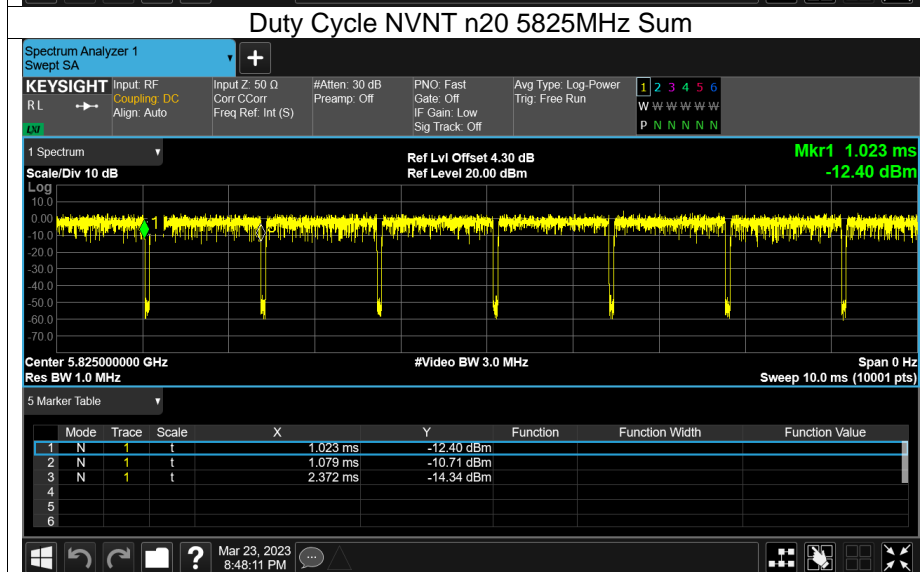 Duty Cycle NVNT n20 5825MHz Sum
Spectrum Analyzer 1
Swept SA
+
KEYSIGHT Input: RF Input Z: 50 Ω #Atten: 30 dB PNO: Fast Avg Type: Log-Power 1 2 3 4 5 6
RL Coupling: DC Corr CCorr Preamp: Off Gate: Off Trig: Free Run W W W W W W
Align: Auto Freq Ref: Int (S) IF Gain: Low
LXI Sig Track: Off P N N N N N
1 Spectrum Ref Lvl Offset 4.30 dB Mkr1 1.023 ms
Scale/Div 10 dB Ref Level 20.00 dBm -12.40 dBm
Log
10.0
0.00
1
-10.0
-20.0
-30.0
-40.0
-50.0
-60.0
-70.0
Center 5.825000000 GHz #Video BW 3.0 MHz Span 0 Hz
Res BW 1.0 MHz Sweep 10.0 ms (10001 pts)
5 Marker Table
Mode Trace Scale X Y Function Function Width Function Value
1 N 1 t 1.023 ms -12.40 dBm
2 N 1 t 1.079 ms -10.71 dBm
3 N 1 t 2.372 ms -14.34 dBm
4
5
6
? Mar 23, 2023
8:48:11 PM